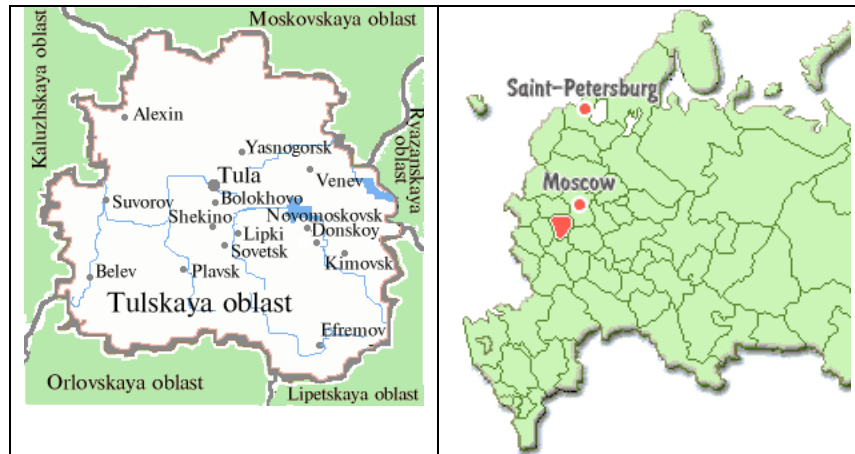 Moskovskaya oblast
Kaluzhskaya oblast
Ryazanskaya
oblast
Alexin
Yasnogorsk
Tula
Venev
Suvorov
Bolokhovo
Shekino
Novomoskovsk
Lipki
Donskoy
Sovetsk
Kimovsk
Belev
Plavsk
Tulskaya oblast
Efremov
Orlovskaya oblast
Lipetskaya oblast
Saint-Petersburg
Moscow